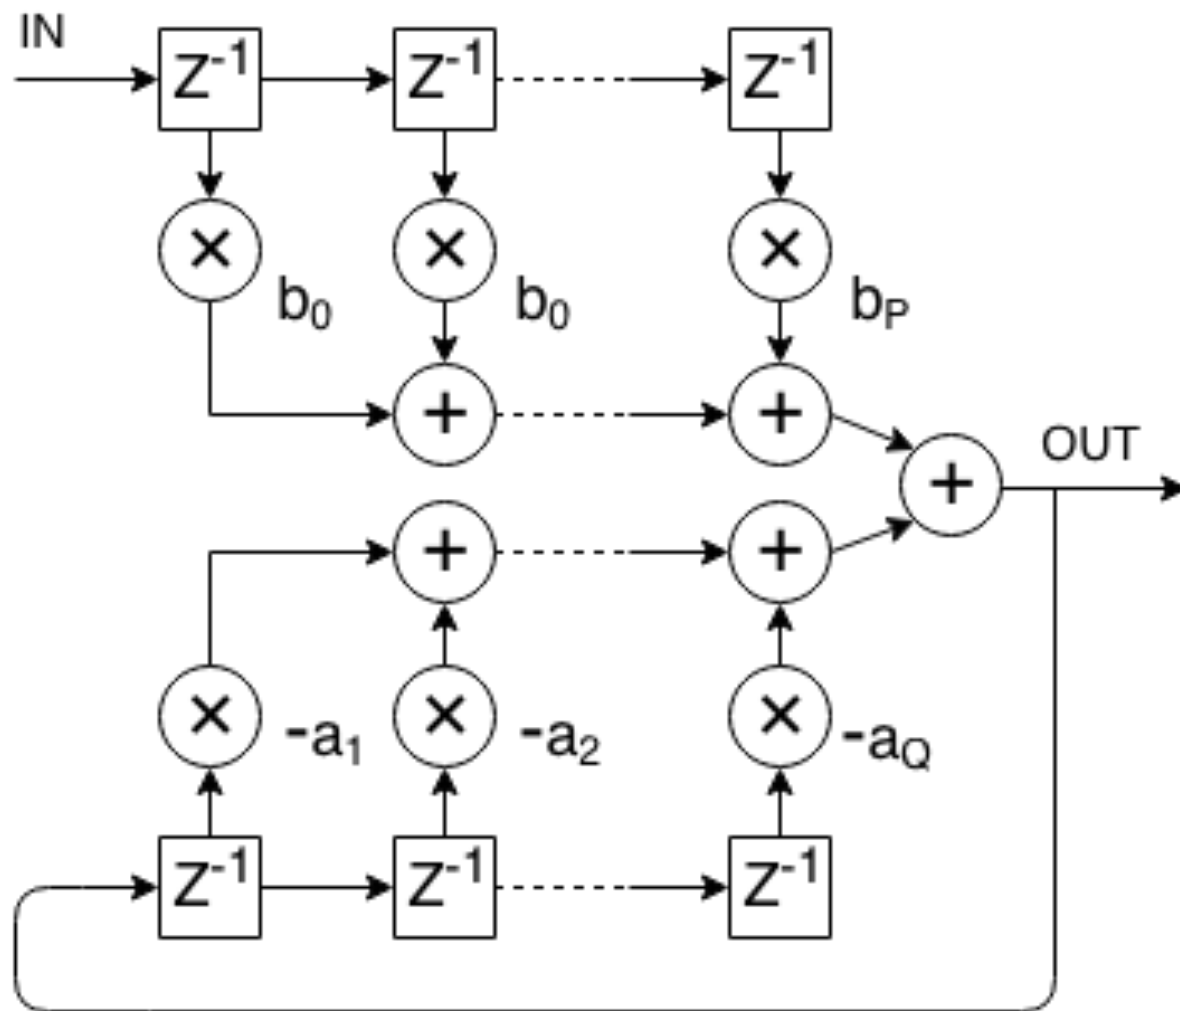 IN
Z⁻¹ Z⁻¹ Z⁻¹
× × ×
b₀ b₀ bP
+ +
OUT
+
+ +
× × ×
-a₁ -a₂ -aQ
Z⁻¹ Z⁻¹ Z⁻¹